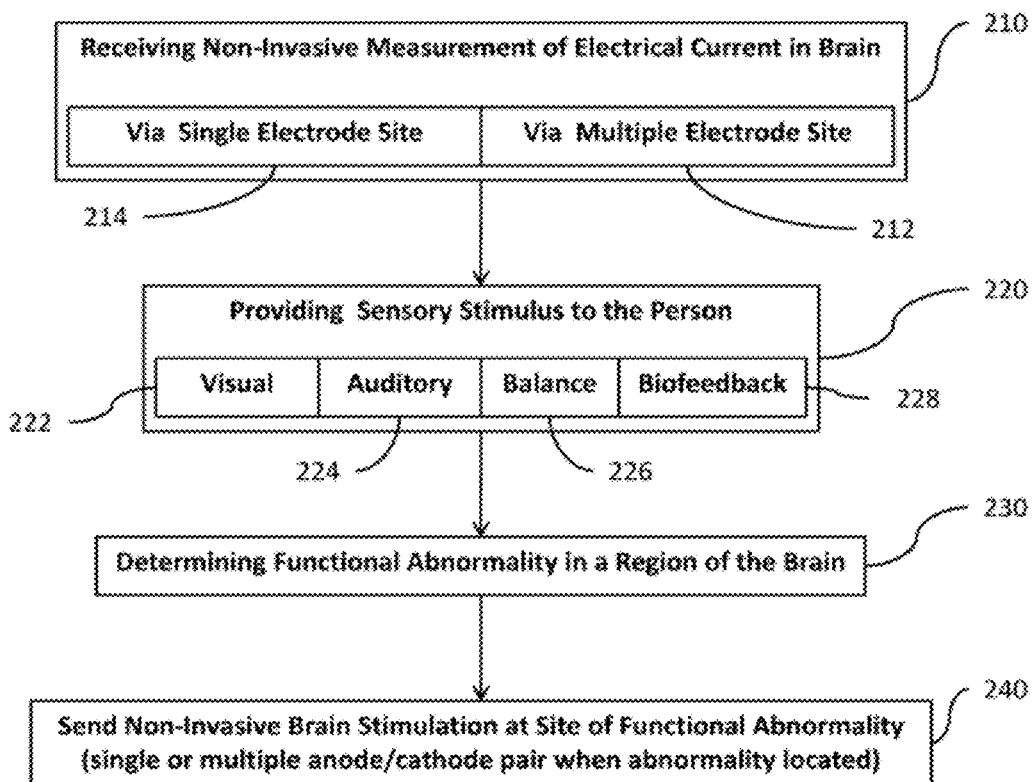 Receiving Non-Invasive Measurement of Electrical Current in Brain
210
Via Single Electrode Site
Via Multiple Electrode Site
214
212
Providing Sensory Stimulus to the Person
220
Visual
Auditory
Balance
Biofeedback
222
228
224
226
230
Determining Functional Abnormality in a Region of the Brain
240
Send Non-Invasive Brain Stimulation at Site of Functional Abnormality
(single or multiple anode/cathode pair when abnormality located)